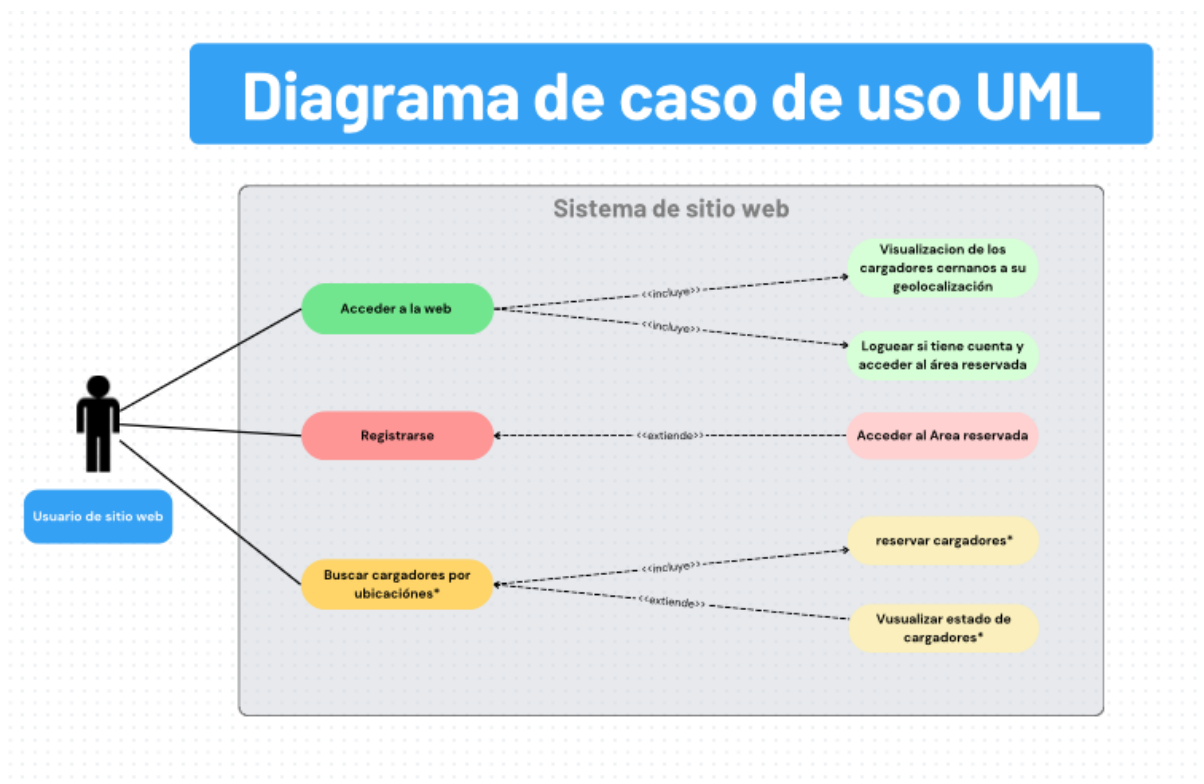 Diagrama de caso de uso UML
Sistema de sitio web
Visualizacion de los
cargadores cernanos a su
geolocalización
<<incluye>>
Acceder a la web
<<incluye>>
Loguear si tiene cuenta y
acceder al área reservada
Registrarse
<<extiende>>
Acceder al Area reservada
Usuario de sitio web
reservar cargadores*
<<incluye>>
Buscar cargadores por
ubicaciónes*
<<extiende>>
Vusualizar estado de
cargadores*